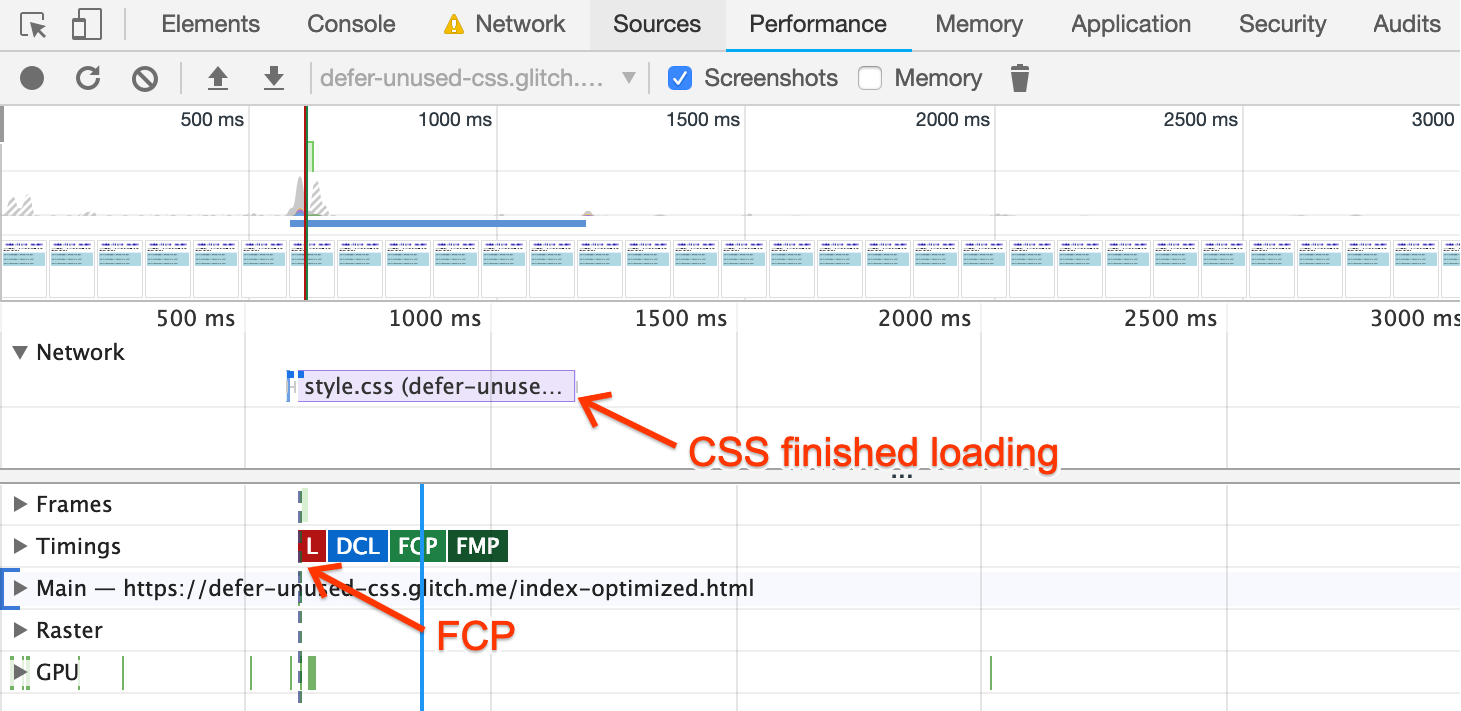 Elements Console Network Sources Performance Memory Application Security Audits
defer-unused-css.glitch.... Screenshots Memory
500 ms 1000 ms 1500 ms 2000 ms 2500 ms 3000
500 ms 1000 ms 1500 ms 2000 ms 2500 ms 3000 ms
Network
style.css (defer-unuse...
CSS finished loading
...
Frames
Timings L DCL FCP FMP
Main — https://defer-unused-css.glitch.me/index-optimized.html
Raster
FCP
GPU